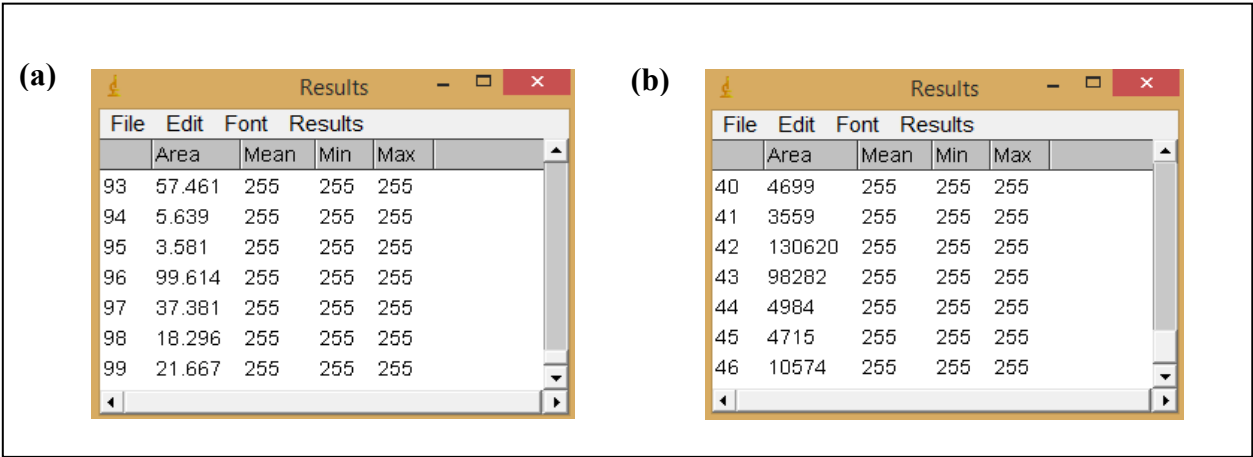 (a)
Results
File Edit Font Results
Area Mean Min Max
93 57.461 255 255 255
94 5.639 255 255 255
95 3.581 255 255 255
96 99.614 255 255 255
97 37.381 255 255 255
98 18.296 255 255 255
99 21.667 255 255 255
(b)
Results
File Edit Font Results
Area Mean Min Max
40 4699 255 255 255
41 3559 255 255 255
42 130620 255 255 255
43 98282 255 255 255
44 4984 255 255 255
45 4715 255 255 255
46 10574 255 255 255